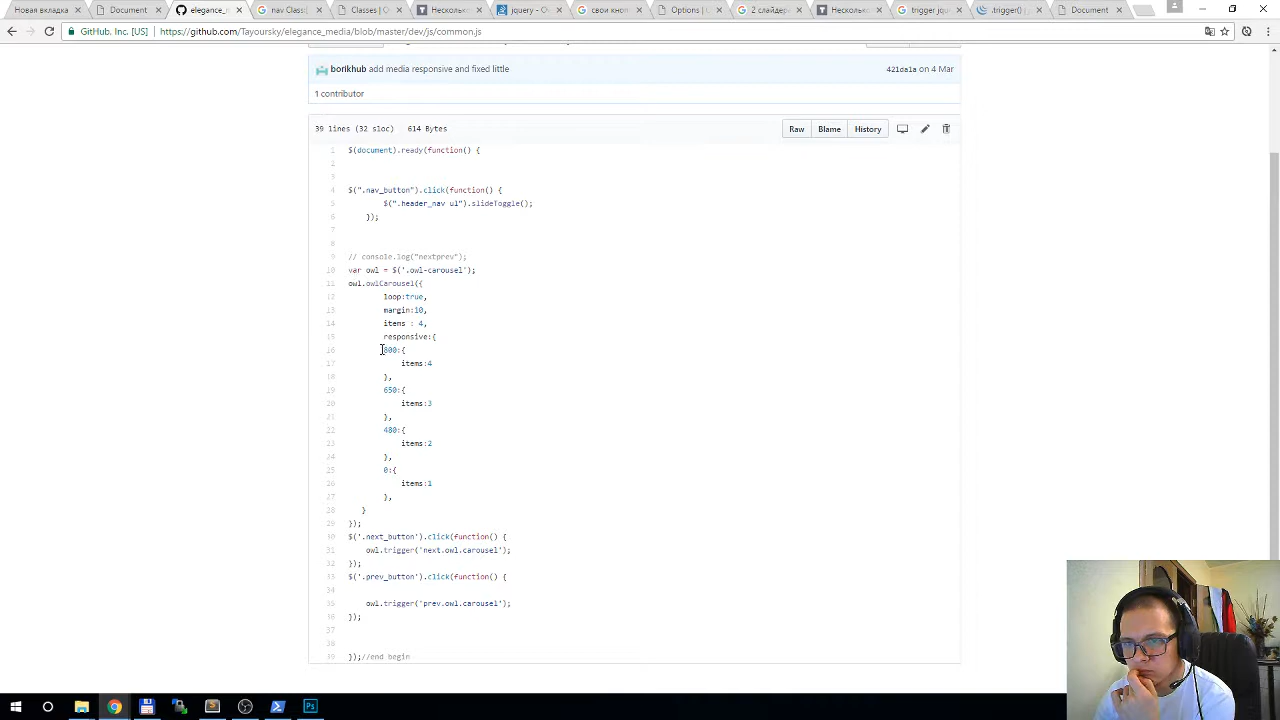 Новая вкладка
Document
elegance_
nav Class
Classes | C
Нескольк
jquery - С
свои кноп
Options |
2 слайдер
Нескольк
trigger jqu
.trigger() |
Document
GitHub, Inc. [US] https://github.com/Tayoursky/elegance_media/blob/master/dev/js/common.js
borikhub add media responsive and fixed little 421da1a on 4 Mar
1 contributor
39 lines (32 sloc) 614 Bytes Raw Blame History
1 $(document).ready(function() {
2
3
4 $(".nav_button").click(function() {
5 $(".header_nav ul").slideToggle();
6 });
7
8
9 // console.log("nextprev");
10 var owl = $('.owl-carousel');
11 owl.owlCarousel({
12 loop:true,
13 margin:10,
14 items : 4,
15 responsive:{
16 800:{
17 items:4
18 },
19 650:{
20 items:3
21 },
22 480:{
23 items:2
24 },
25 0:{
26 items:1
27 },
28 }
29 });
30 $('.next_button').click(function() {
31 owl.trigger('next.owl.carousel');
32 });
33 $('.prev_button').click(function() {
34
35 owl.trigger('prev.owl.carousel');
36 });
37
38
39 });//end begin